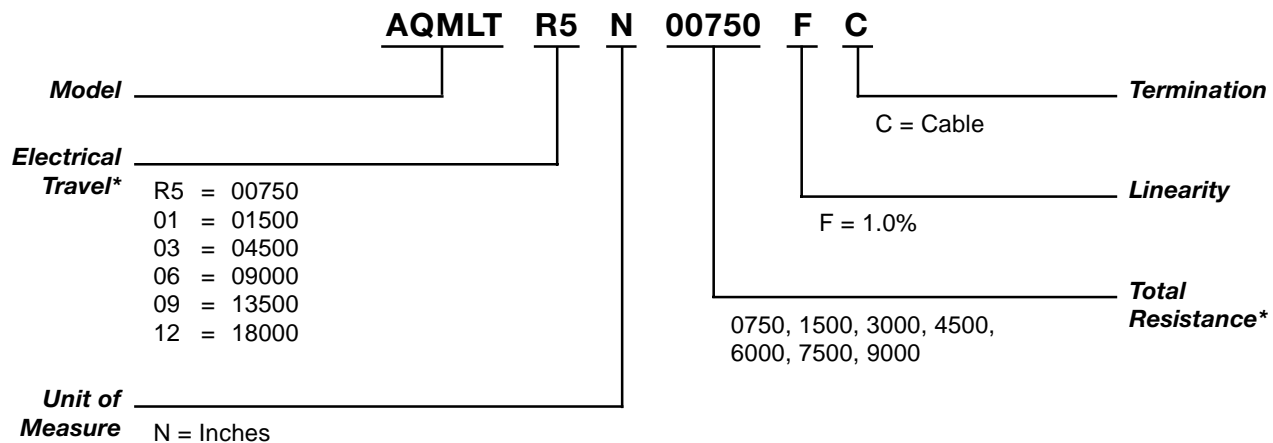 AQMLT R5 N 00750 F C
Model
Termination
C = Cable
Electrical
Travel*
R5 = 00750
01 = 01500
03 = 04500
06 = 09000
09 = 13500
12 = 18000
Linearity
F = 1.0%
Total
Resistance*
0750, 1500, 3000, 4500,
6000, 7500, 9000
Unit of
Measure
N = Inches